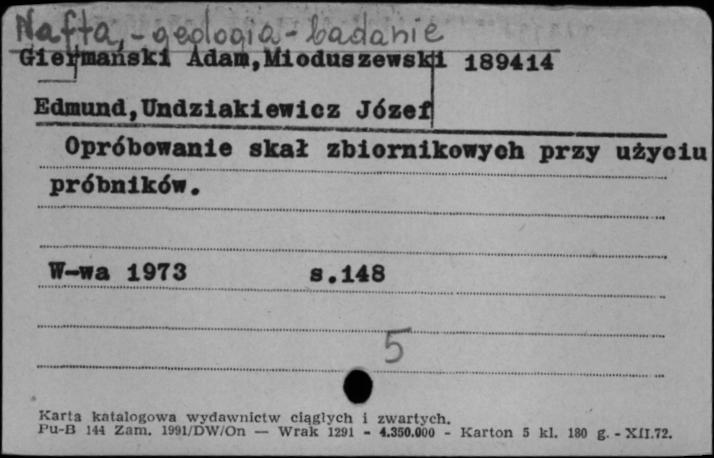 Nafta, - geologia - badanie
Giermański Adam,Mioduszewski 189414
Edmund,Undziakiewicz Józef
Opróbowanie skał zbiornikowych przy użyciu
próbników.
W-wa 1973 s.148
5
Karta katalogowa wydawnictw ciągłych i zwartych.
Pu-B 144 Zam. 1991/DW/On — Wrak 1291 - 4.350.000 - Karton 5 kl. 180 g. - XII.72.